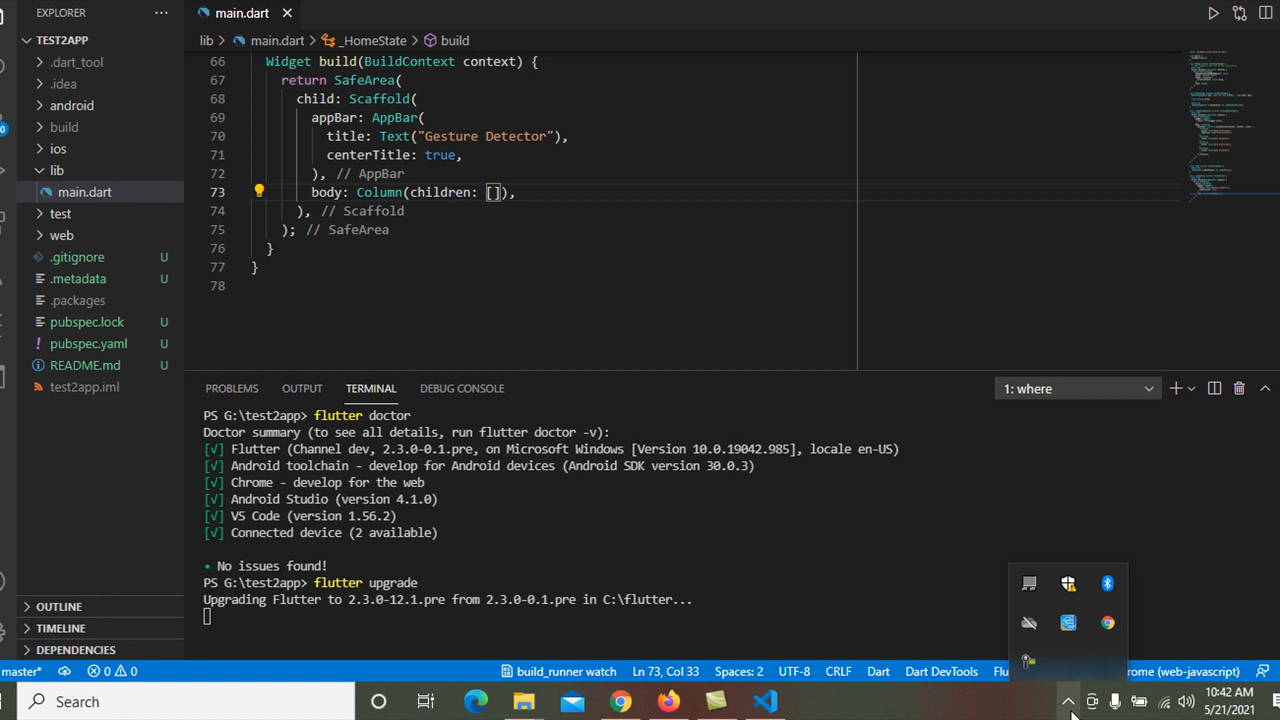 EXPLORER ···
main.dart ×
TEST2APP
.dart_tool
.idea
android
build
ios
lib
main.dart
test
web
.gitignore U
.metadata U
.packages
pubspec.lock U
pubspec.yaml U
README.md U
test2app.iml
OUTLINE
TIMELINE
DEPENDENCIES
lib > main.dart > _HomeState > build
66 Widget build(BuildContext context) {
67 return SafeArea(
68 child: Scaffold(
69 appBar: AppBar(
70 title: Text("Gesture Detector"),
71 centerTitle: true,
72 ), // AppBar
73 body: Column(children: []),
74 ), // Scaffold
75 ); // SafeArea
76 }
77 }
78
PROBLEMS OUTPUT TERMINAL DEBUG CONSOLE 1: where
PS G:\test2app> flutter doctor
Doctor summary (to see all details, run flutter doctor -v):
[√] Flutter (Channel dev, 2.3.0-0.1.pre, on Microsoft Windows [Version 10.0.19042.985], locale en-US)
[√] Android toolchain - develop for Android devices (Android SDK version 30.0.3)
[√] Chrome - develop for the web
[√] Android Studio (version 4.1.0)
[√] VS Code (version 1.56.2)
[√] Connected device (2 available)
• No issues found!
PS G:\test2app> flutter upgrade
Upgrading Flutter to 2.3.0-12.1.pre from 2.3.0-0.1.pre in C:\flutter...
master* 0 0 build_runner watch Ln 73, Col 33 Spaces: 2 UTF-8 CRLF Dart Dart DevTools Flu rome (web-javascript)
Search
10:42 AM
5/21/2021